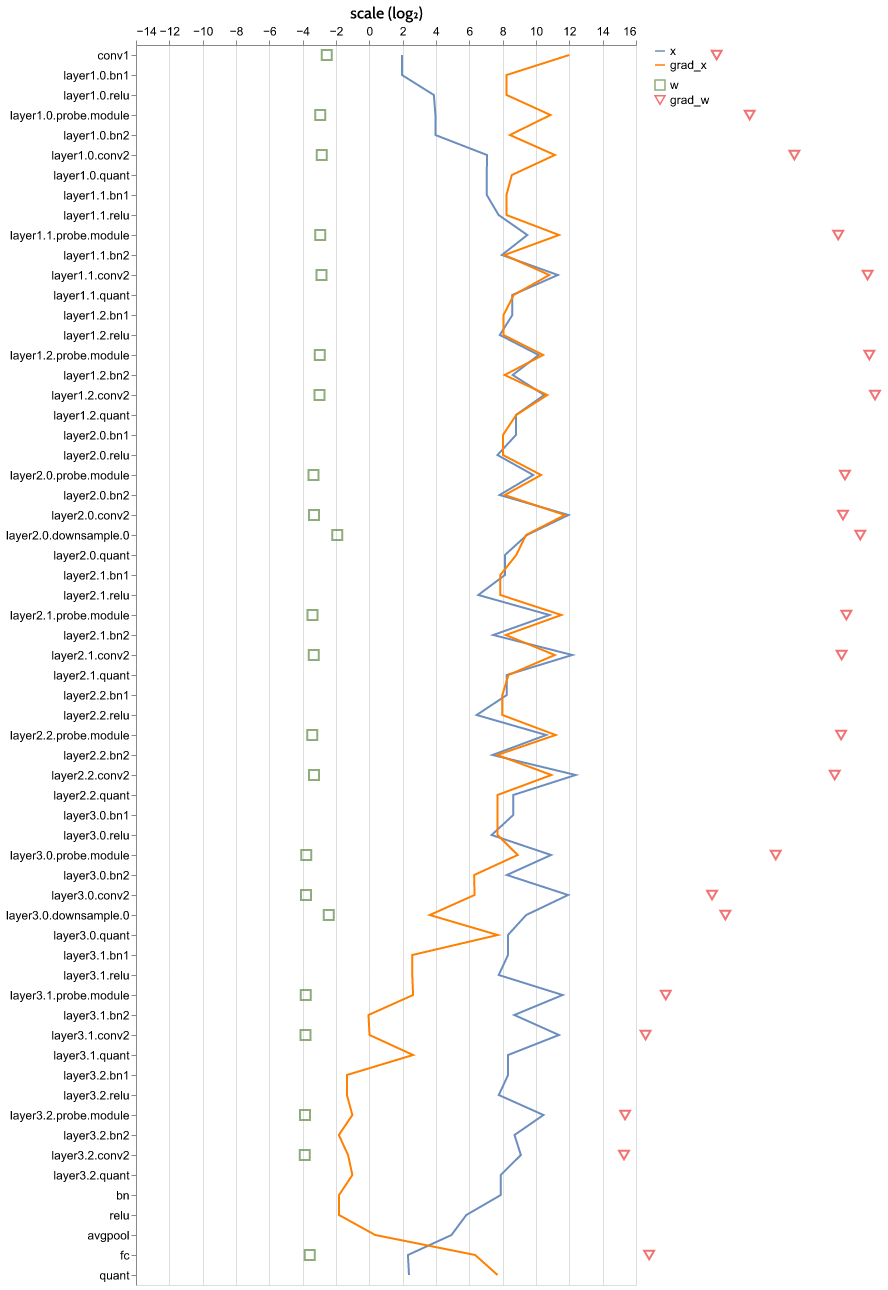 scale (log₂)
−14 −12 −10 −8 −6 −4 −2 0 2 4 6 8 10 12 14 16
x
grad_x
w
grad_w
conv1
layer1.0.bn1
layer1.0.relu
layer1.0.probe.module
layer1.0.bn2
layer1.0.conv2
layer1.0.quant
layer1.1.bn1
layer1.1.relu
layer1.1.probe.module
layer1.1.bn2
layer1.1.conv2
layer1.1.quant
layer1.2.bn1
layer1.2.relu
layer1.2.probe.module
layer1.2.bn2
layer1.2.conv2
layer1.2.quant
layer2.0.bn1
layer2.0.relu
layer2.0.probe.module
layer2.0.bn2
layer2.0.conv2
layer2.0.downsample.0
layer2.0.quant
layer2.1.bn1
layer2.1.relu
layer2.1.probe.module
layer2.1.bn2
layer2.1.conv2
layer2.1.quant
layer2.2.bn1
layer2.2.relu
layer2.2.probe.module
layer2.2.bn2
layer2.2.conv2
layer2.2.quant
layer3.0.bn1
layer3.0.relu
layer3.0.probe.module
layer3.0.bn2
layer3.0.conv2
layer3.0.downsample.0
layer3.0.quant
layer3.1.bn1
layer3.1.relu
layer3.1.probe.module
layer3.1.bn2
layer3.1.conv2
layer3.1.quant
layer3.2.bn1
layer3.2.relu
layer3.2.probe.module
layer3.2.bn2
layer3.2.conv2
layer3.2.quant
bn
relu
avgpool
fc
quant